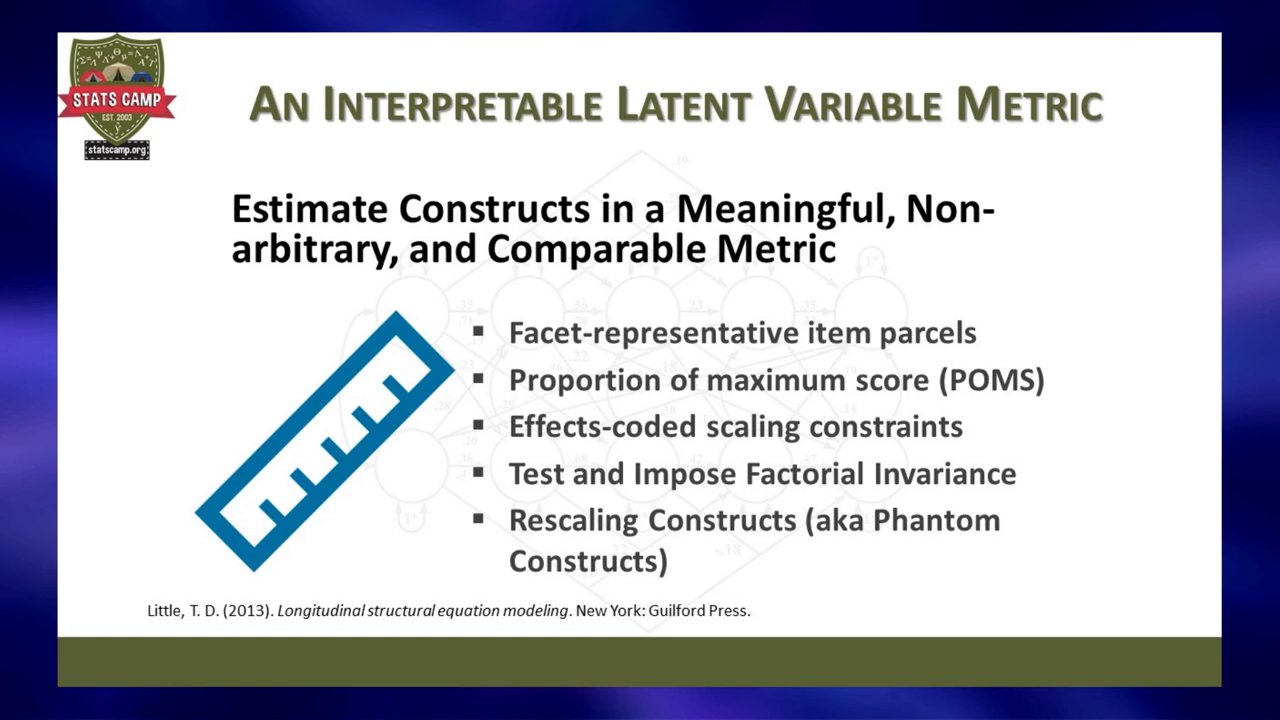 STATS CAMP
EST. 2003
statscamp.org
AN INTERPRETABLE LATENT VARIABLE METRIC
Estimate Constructs in a Meaningful, Non-
arbitrary, and Comparable Metric
▪ Facet-representative item parcels
▪ Proportion of maximum score (POMS)
▪ Effects-coded scaling constraints
▪ Test and Impose Factorial Invariance
▪ Rescaling Constructs (aka Phantom
Constructs)
Little, T. D. (2013). Longitudinal structural equation modeling. New York: Guilford Press.